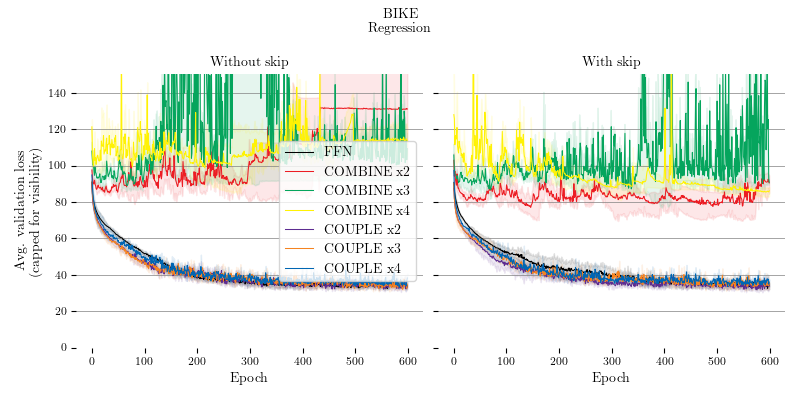 BIKE
Regression
Without skip
With skip
Avg. validation loss
(capped for visibility)
140
120
100
80
60
40
20
0
FFN
COMBINE x2
COMBINE x3
COMBINE x4
COUPLE x2
COUPLE x3
COUPLE x4
0 100 200 300 400 500 600
0 100 200 300 400 500 600
Epoch
Epoch